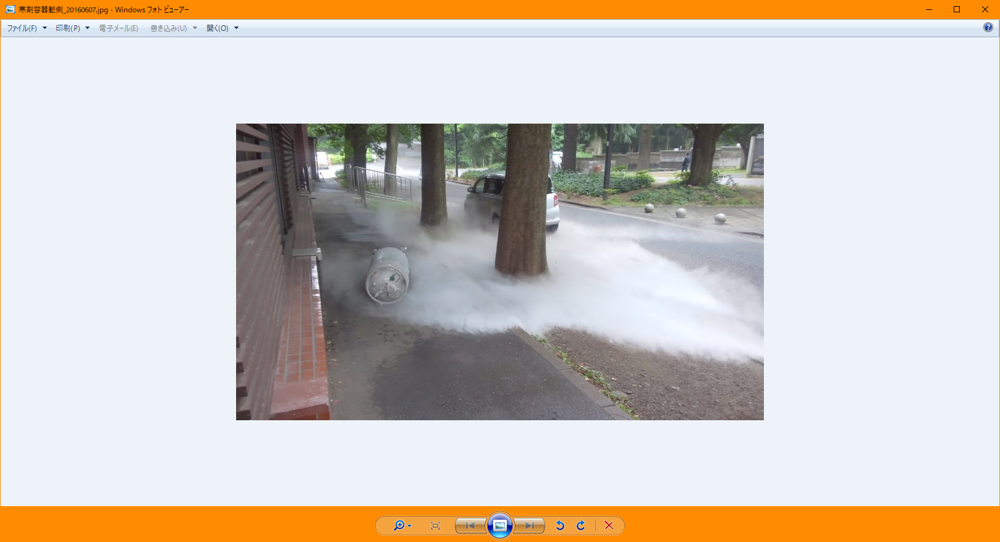 寒剤容器転倒_20160607.jpg - Windows フォト ビューアー
ファイル(F) 印刷(P) 電子メール(E) 書き込み(U) 開く(O)